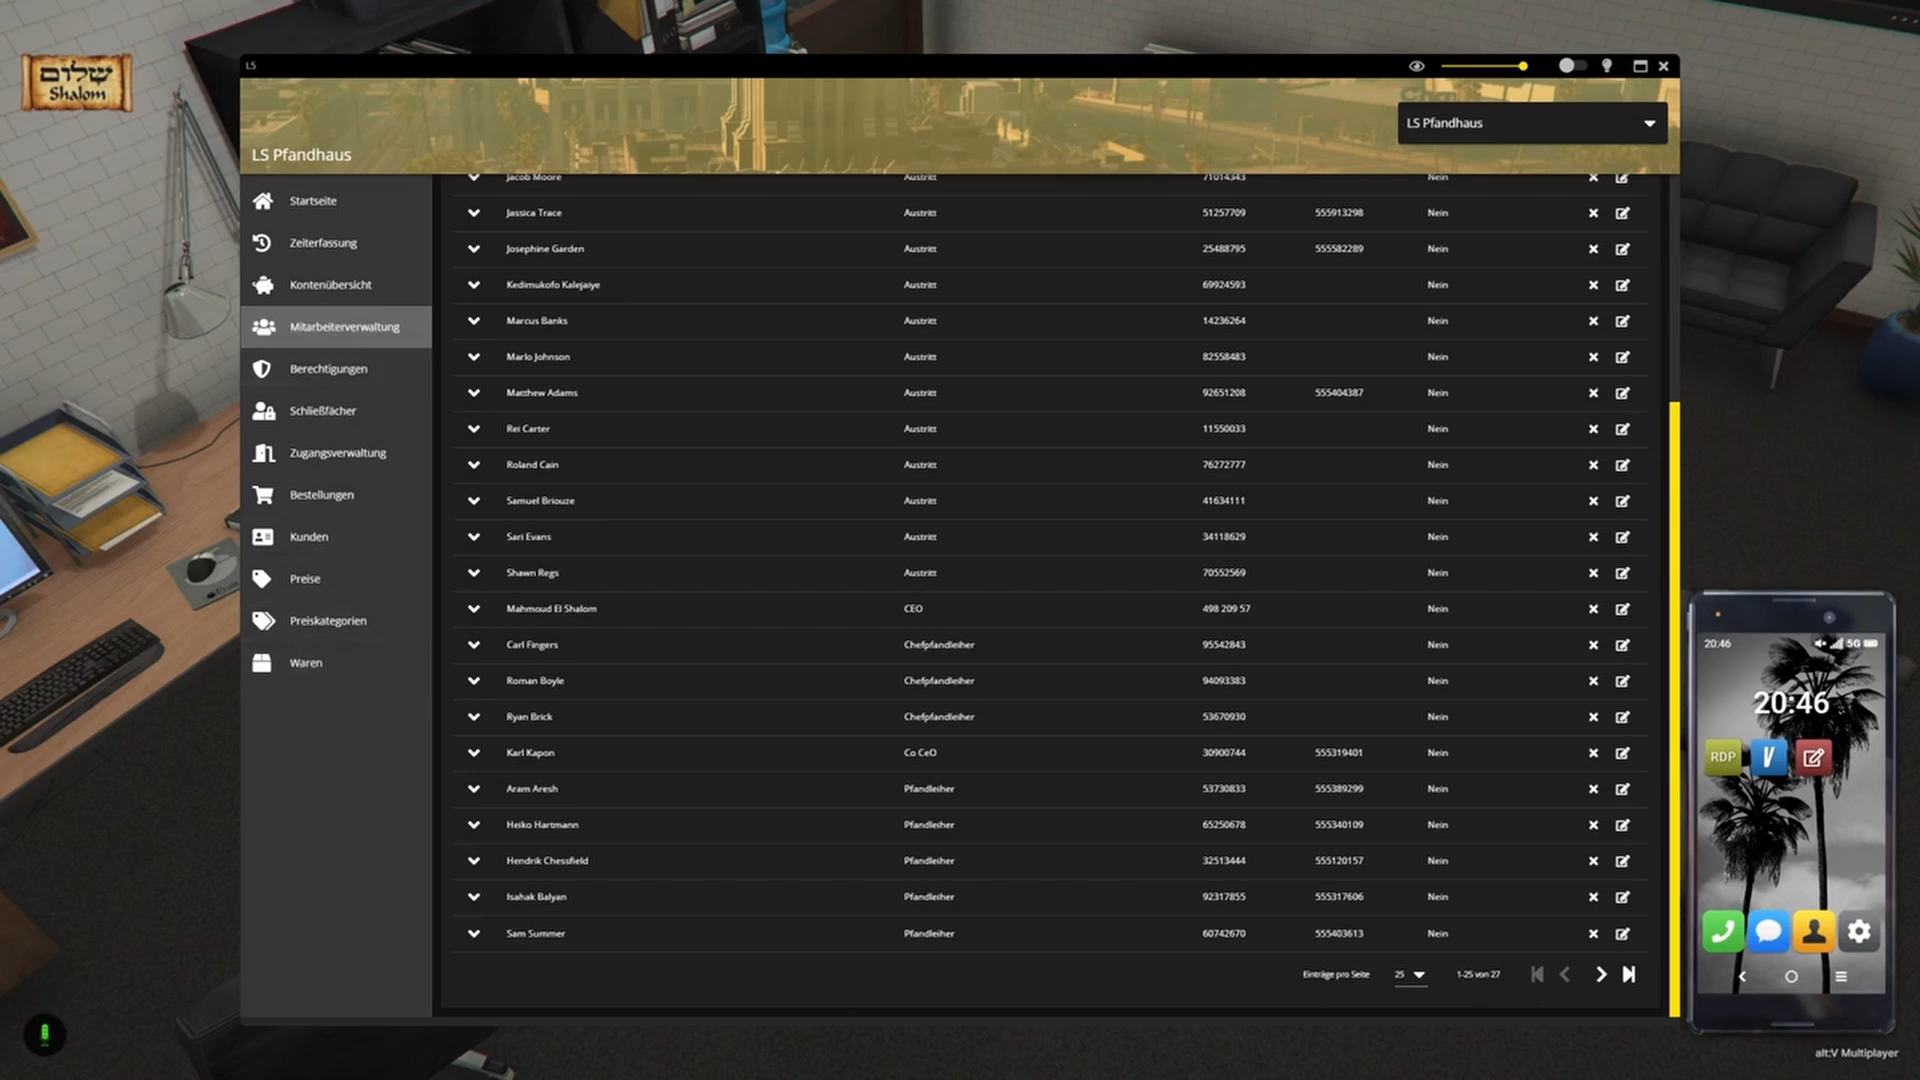 שלום
Shalom
LS
LS Pfandhaus
LS Pfandhaus
Startseite
Zeiterfassung
Kontenübersicht
Mitarbeiterverwaltung
Berechtigungen
Schließfächer
Zugangsverwaltung
Bestellungen
Kunden
Preise
Preiskategorien
Waren
Jacob Moore Austritt 71014343 Nein
Jassica Trace Austritt 51257709 555913298 Nein
Josephine Garden Austritt 25488795 555582289 Nein
Kedimukofo Kalejaiye Austritt 69924593 Nein
Marcus Banks Austritt 14236264 Nein
Marlo Johnson Austritt 82558483 Nein
Matthew Adams Austritt 92651208 555404387 Nein
Rei Carter Austritt 11550033 Nein
Roland Cain Austritt 76272777 Nein
Samuel Briouze Austritt 41634111 Nein
Sari Evans Austritt 34118629 Nein
Shawn Regs Austritt 70552569 Nein
Mahmoud El Shalom CEO 498 209 57 Nein
Carl Fingers Chefpfandleiher 95542843 Nein
Roman Boyle Chefpfandleiher 94093383 Nein
Ryan Brick Chefpfandleiher 53670930 Nein
Karl Kapon Co CeO 30900744 555319401 Nein
Aram Aresh Pfandleiher 53730833 555389299 Nein
Heiko Hartmann Pfandleiher 65250678 555340109 Nein
Hendrik Chessfield Pfandleiher 32513444 555120157 Nein
Isahak Balyan Pfandleiher 92317855 555317606 Nein
Sam Summer Pfandleiher 60742670 555403613 Nein
Einträge pro Seite 25 1-25 von 27
20:46 5G
20:46
RDP V
alt:V Multiplayer